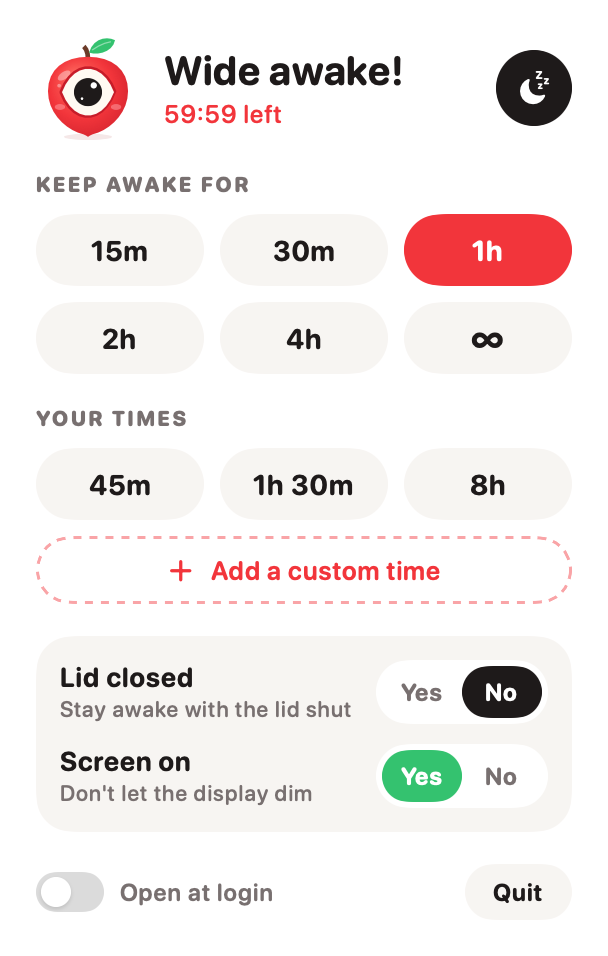 Wide awake!
59:59 left
z z z
KEEP AWAKE FOR
15m 30m 1h
2h 4h ∞
YOUR TIMES
45m 1h 30m 8h
+ Add a custom time
Lid closed
Stay awake with the lid shut
Yes No
Screen on
Don't let the display dim
Yes No
Open at login
Quit